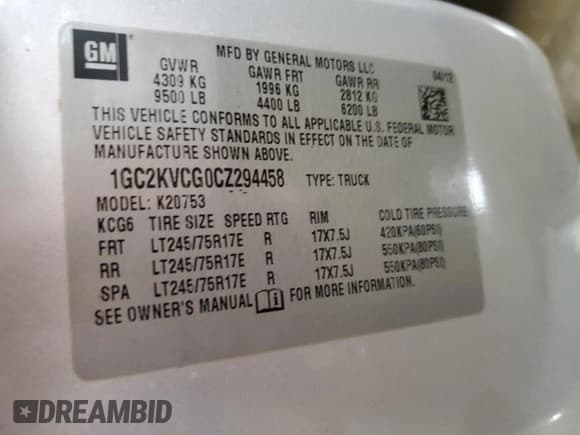 GM
MFD BY GENERAL MOTORS LLC
04/12
GVWR GAWR FRT GAWR RR
4309 KG 1996 KG 2812 KG
9500 LB 4400 LB 6200 LB
THIS VEHICLE CONFORMS TO ALL APPLICABLE U.S. FEDERAL MOTOR
VEHICLE SAFETY STANDARDS IN EFFECT ON THE DATE OF
MANUFACTURE SHOWN ABOVE.
1GC2KVCG0CZ294458 TYPE: TRUCK
MODEL: K20753
KCG6 TIRE SIZE SPEED RTG RIM COLD TIRE PRESSURE
FRT LT245/75R17E R 17X7.5J 420KPA(60PSI)
RR LT245/75R17E R 17X7.5J 550KPA(80PSI)
SPA LT245/75R17E R 17X7.5J 550KPA(80PSI)
SEE OWNER'S MANUAL FOR MORE INFORMATION.
DREAMBID